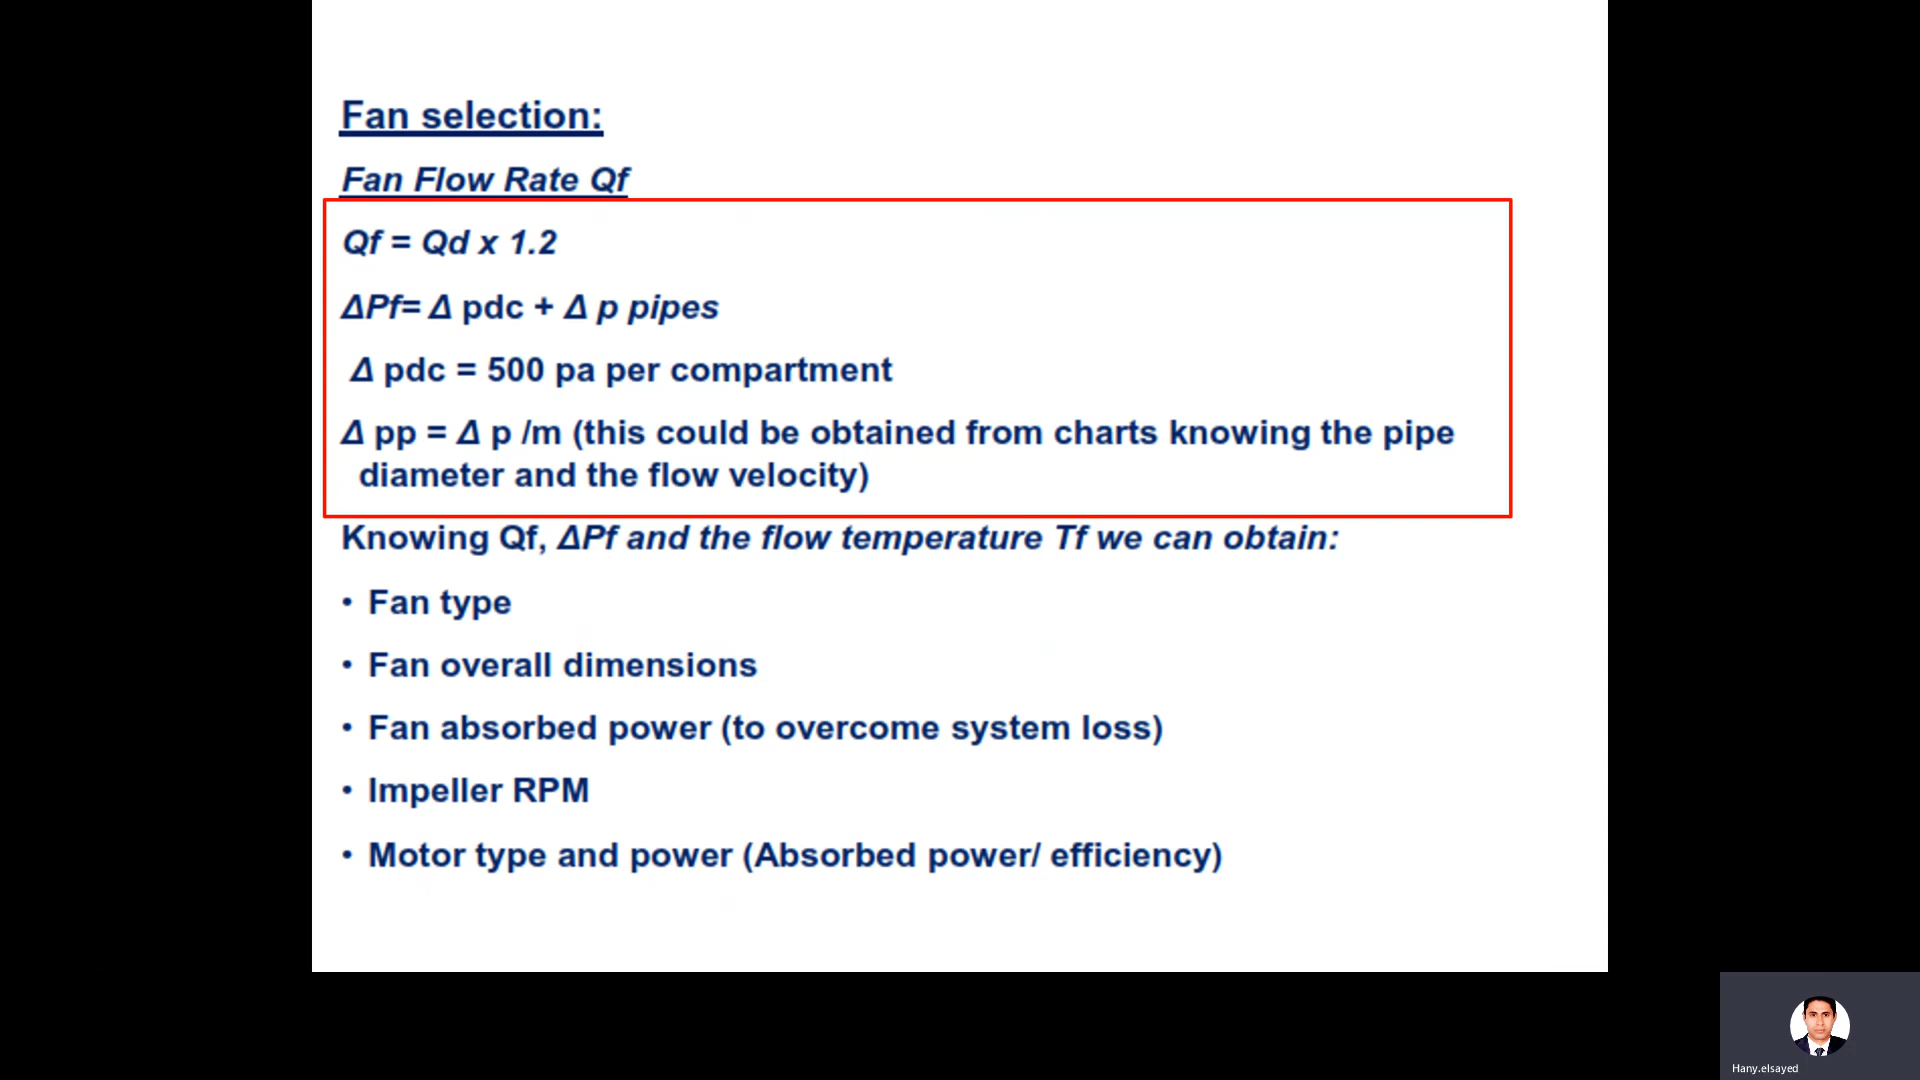 Fan selection:
Fan Flow Rate Qf
Qf = Qd x 1.2
ΔPf= Δ pdc + Δ p pipes
Δ pdc = 500 pa per compartment
Δ pp = Δ p /m (this could be obtained from charts knowing the pipe
diameter and the flow velocity)
Knowing Qf, ΔPf and the flow temperature Tf we can obtain:
• Fan type
• Fan overall dimensions
• Fan absorbed power (to overcome system loss)
• Impeller RPM
• Motor type and power (Absorbed power/ efficiency)
Hany.elsayed